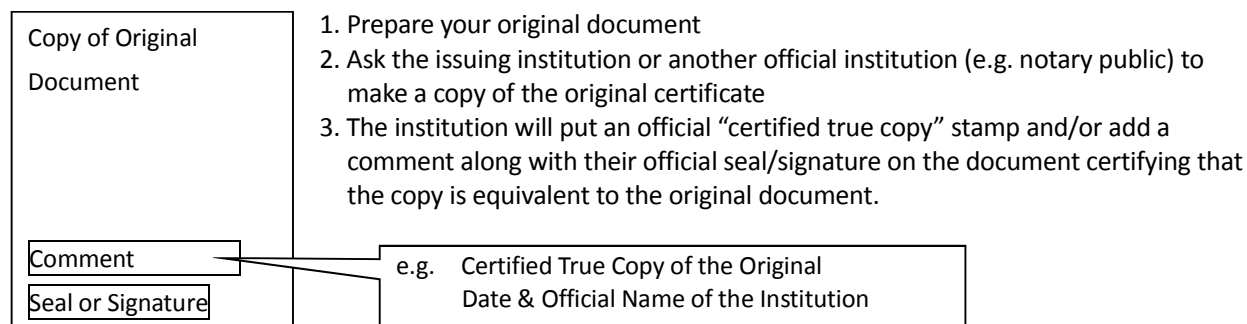 Copy of Original
Document
1. Prepare your original document
2. Ask the issuing institution or another official institution (e.g. notary public) to
make a copy of the original certificate
3. The institution will put an official “certified true copy” stamp and/or add a
comment along with their official seal/signature on the document certifying that
the copy is equivalent to the original document.
Comment
Seal or Signature
e.g. Certified True Copy of the Original
Date & Official Name of the Institution